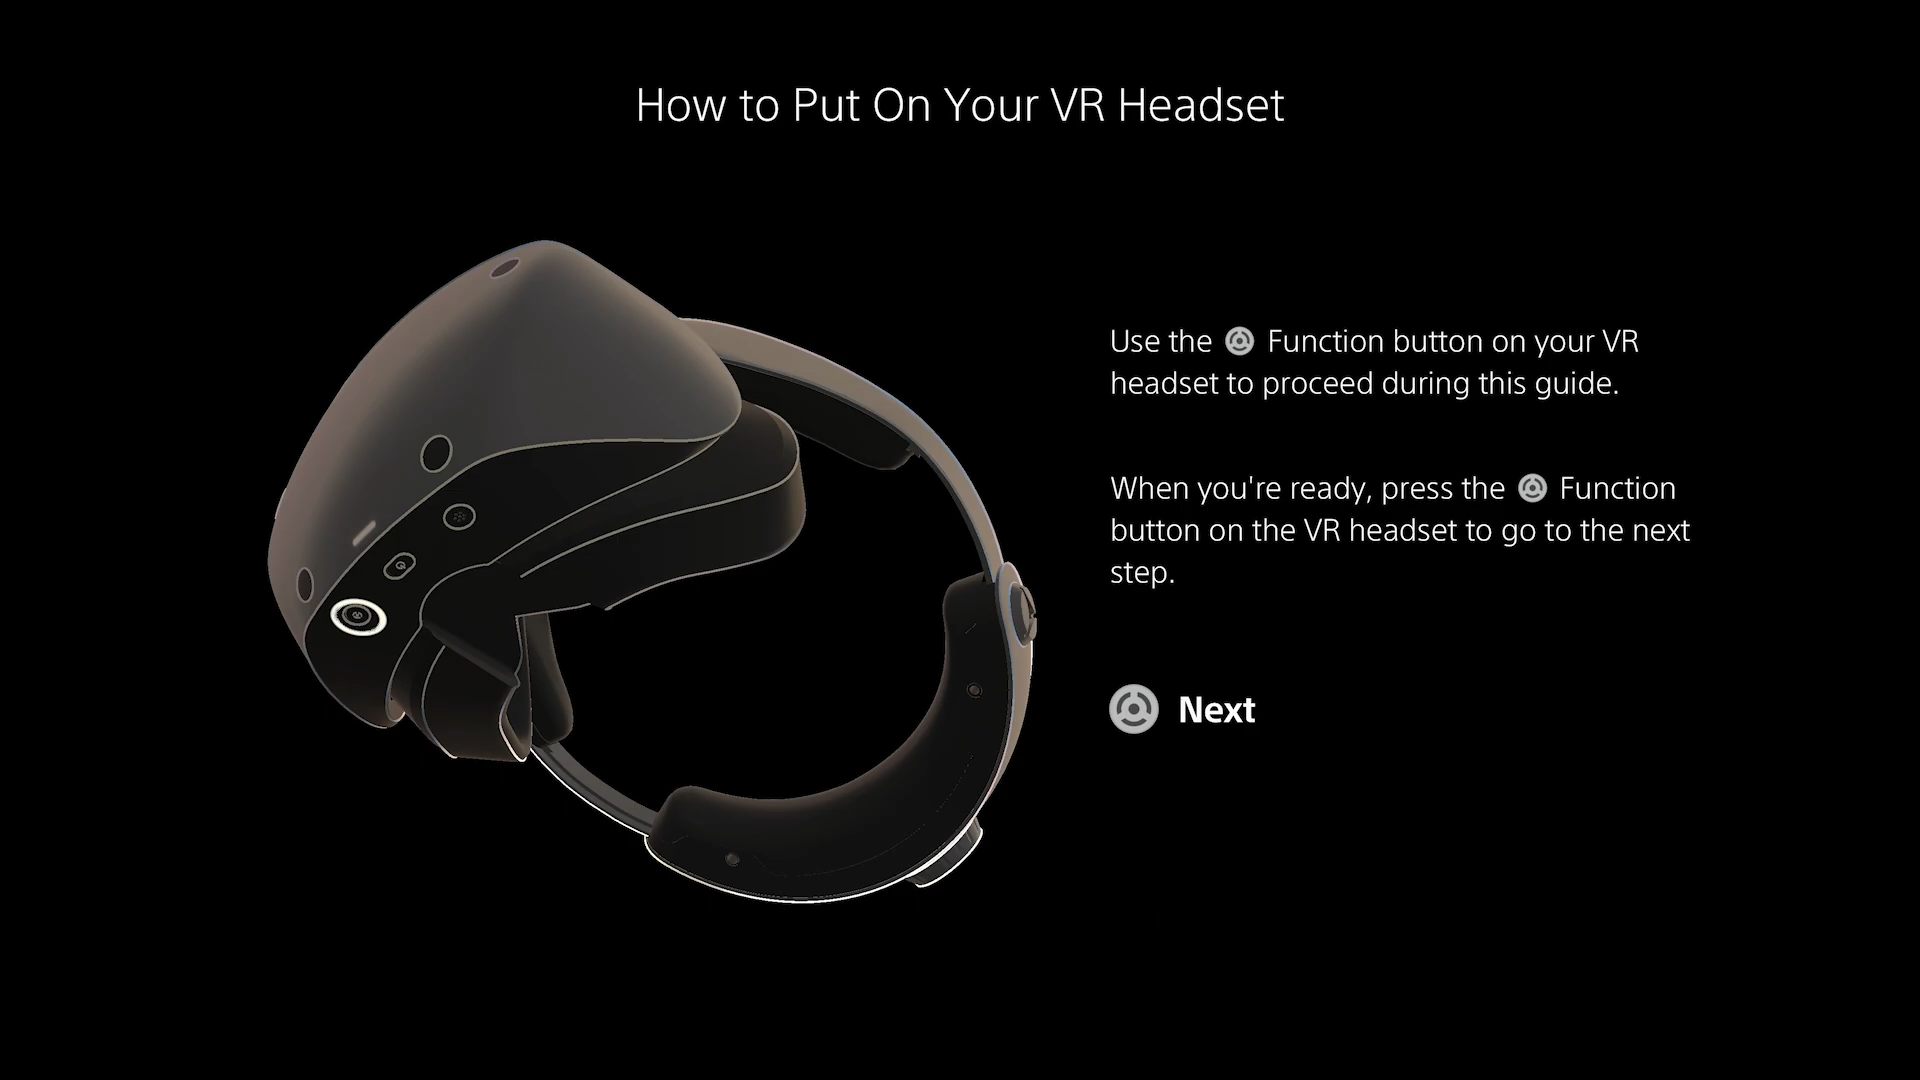 How to Put On Your VR Headset
Use the Function button on your VR
headset to proceed during this guide.
When you're ready, press the Function
button on the VR headset to go to the next
step.
Next